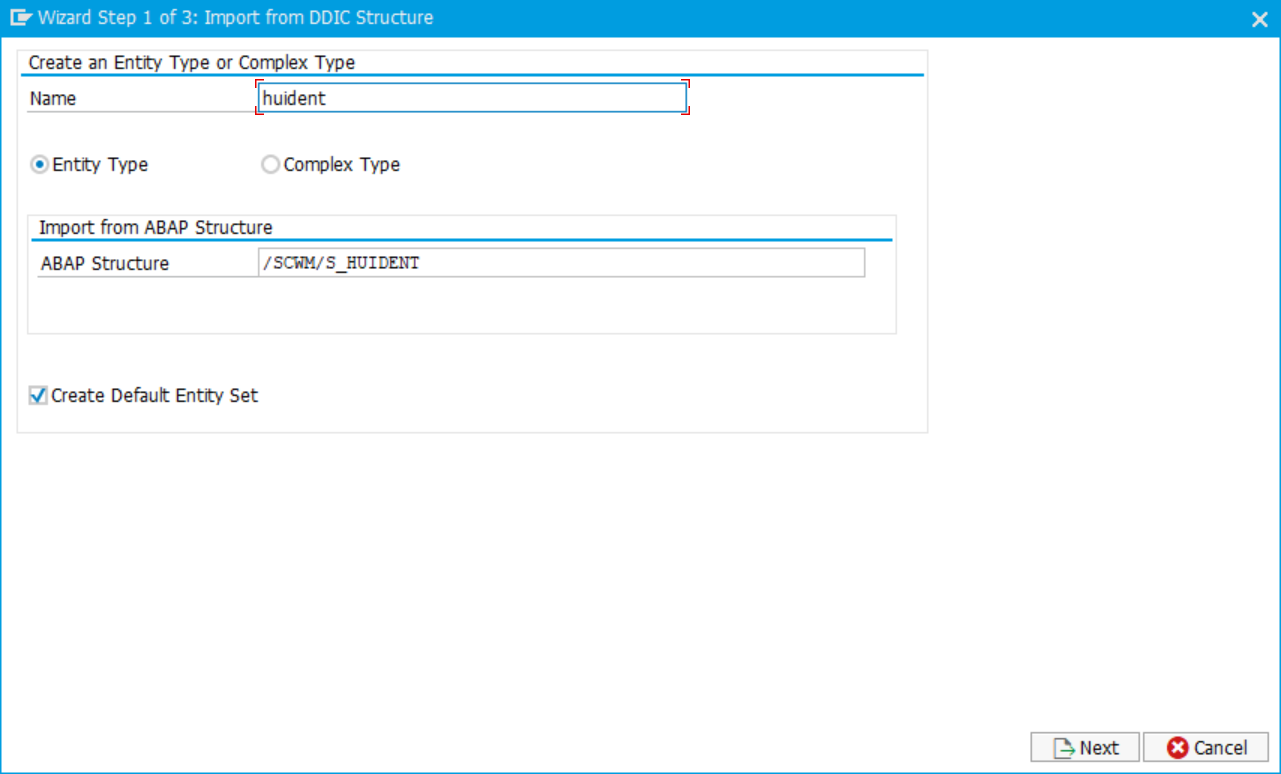 Wizard Step 1 of 3: Import from DDIC Structure
Create an Entity Type or Complex Type
Name huident
Entity Type Complex Type
Import from ABAP Structure
ABAP Structure /SCWM/S_HUIDENT
Create Default Entity Set
Next Cancel